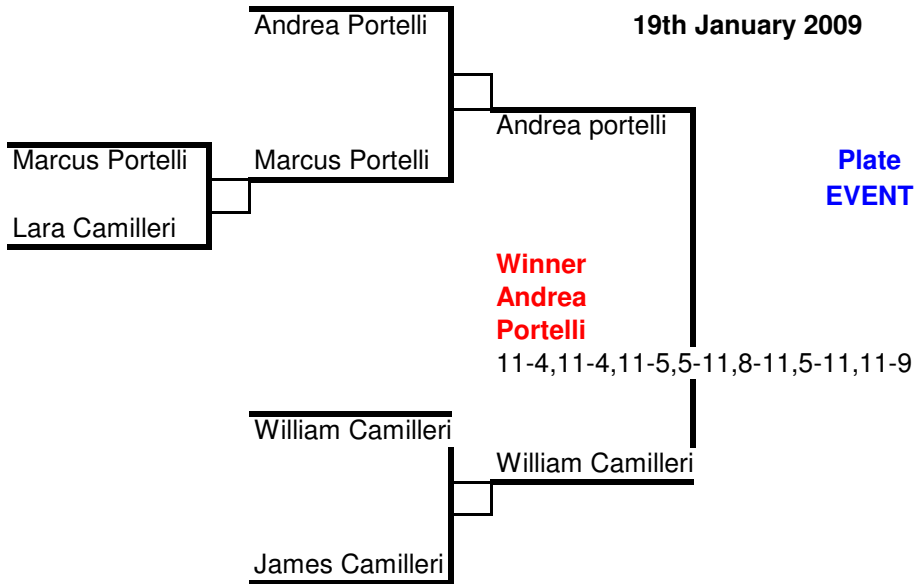 Andrea Portelli
19th January 2009
Andrea portelli
Marcus Portelli
Marcus Portelli
Plate
EVENT
Lara Camilleri
Winner
Andrea
Portelli
11-4,11-4,11-5,5-11,8-11,5-11,11-9
William Camilleri
William Camilleri
James Camilleri